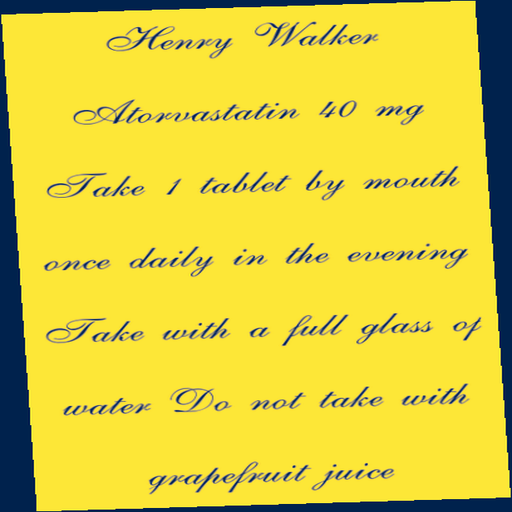 Henry Walker
Atorvastatin 40 mg
Take 1 tablet by mouth
once daily in the evening
Take with a full glass of
water Do not take with
grapefruit juice